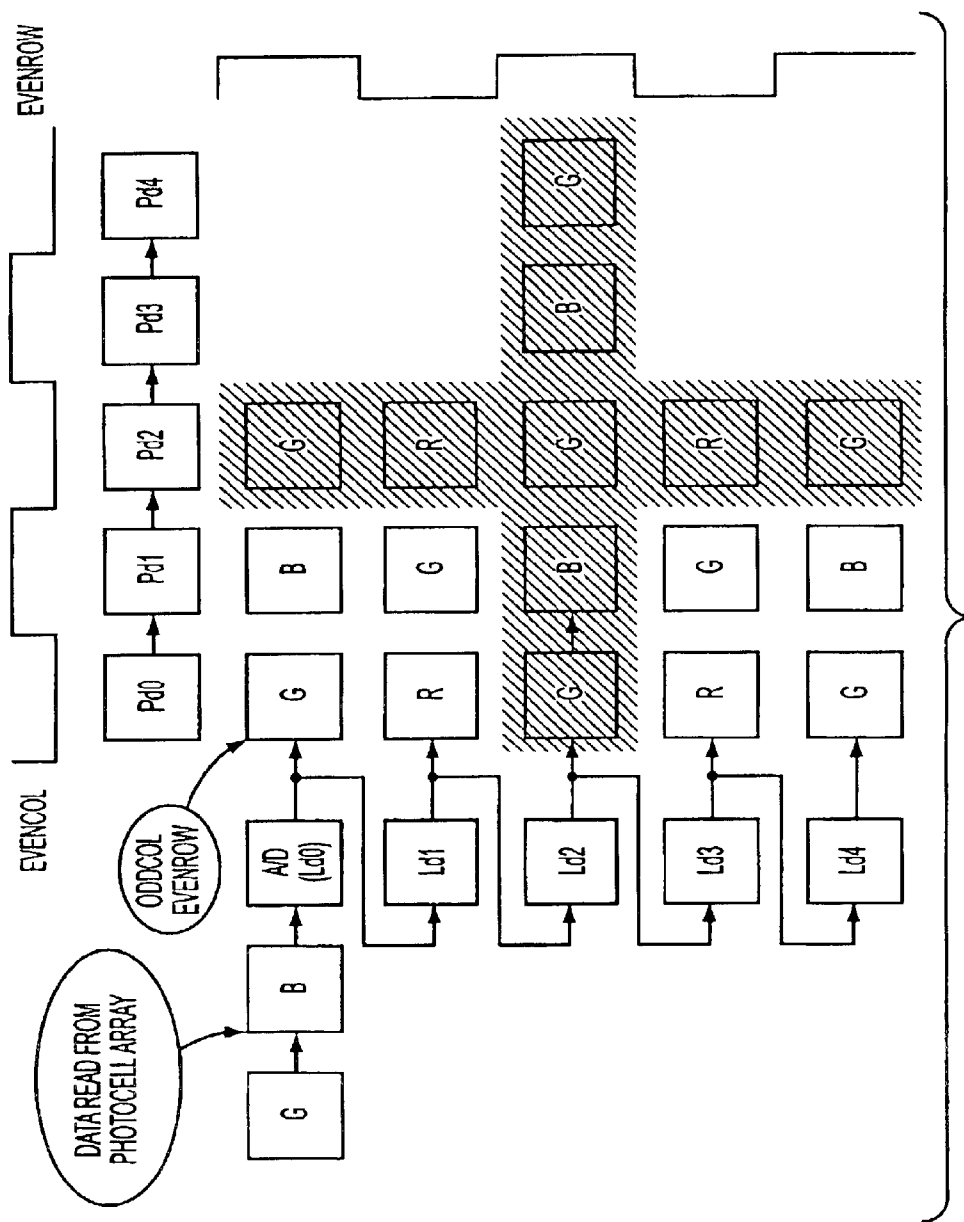 EVENCOL
EVENROW
DATA READ FROM
PHOTOCELL ARRAY
ODDCOL
EVENROW
Pd0 Pd1 Pd2 Pd3 Pd4
G B A/D (Ld0) G B G
Ld1 R G R
Ld2 G B G B G
Ld3 R G R
Ld4 G B G